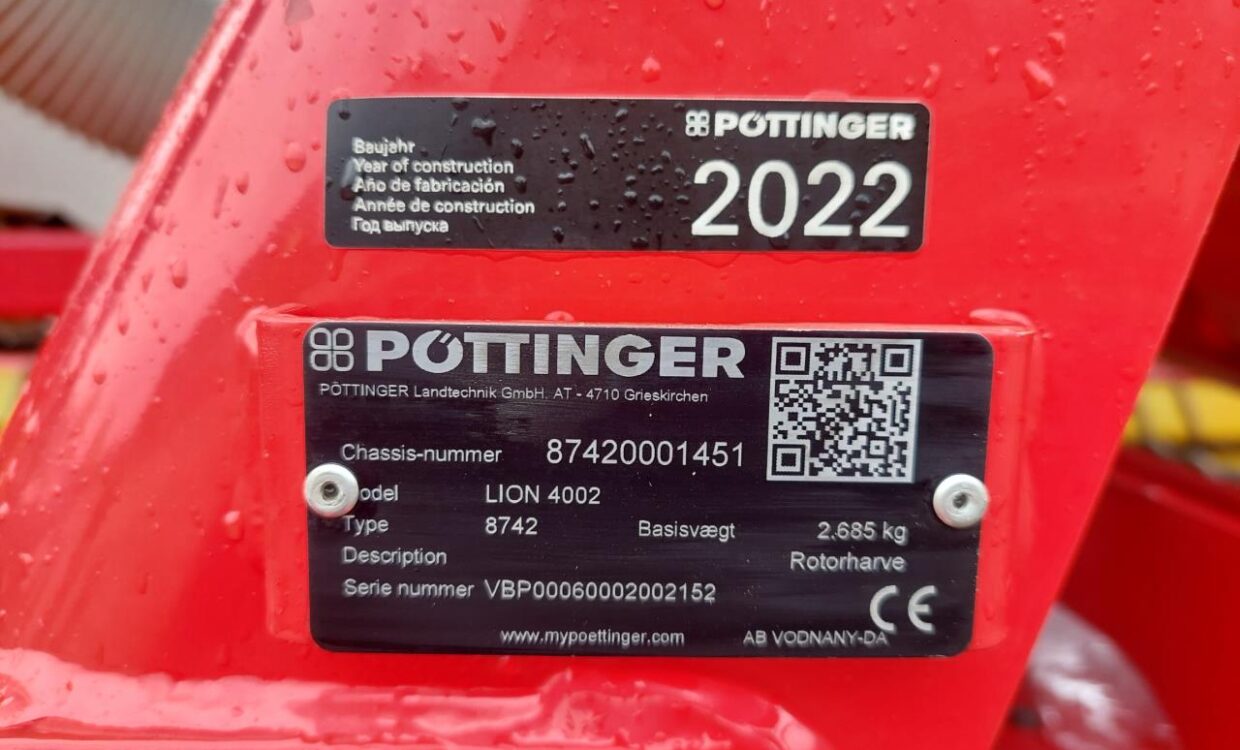 PÖTTINGER
Baujahr
Year of construction
Año de fabricación
Année de construction
Год выпуска
2022
PÖTTINGER
PÖTTINGER Landtechnik GmbH. AT - 4710 Grieskirchen
Chassis-nummer 87420001451
odel LION 4002
Type 8742 Basisvægt 2.685 kg
Description Rotorharve
Serie nummer VBP00060002002152
CE
www.mypoettinger.com AB VODNANY-DA